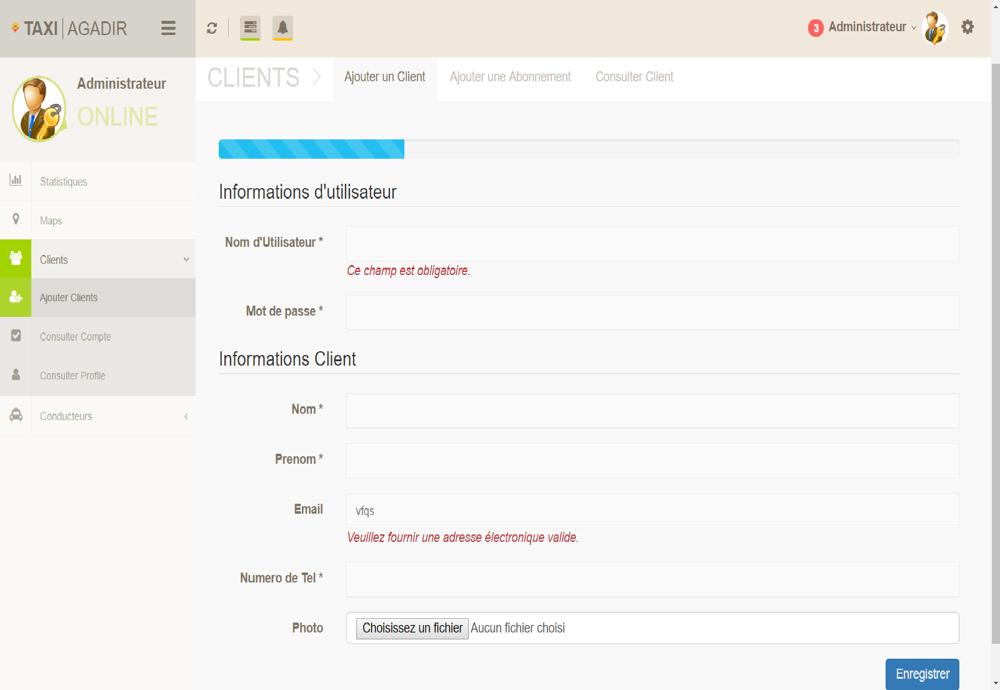 TAXI | AGADIR
3 Administrateur
Administrateur
ONLINE
Statistiques
Maps
Clients
Ajouter Clients
Consulter Compte
Consulter Profile
Conducteurs
CLIENTS
Ajouter un Client
Ajouter une Abonnement
Consulter Client
Informations d'utilisateur
Nom d'Utilisateur *
Ce champ est obligatoire.
Mot de passe *
Informations Client
Nom *
Prenom *
Email
vfqs
Veuillez fournir une adresse électronique valide.
Numero de Tel *
Photo
Choisissez un fichier Aucun fichier choisi
Enregistrer